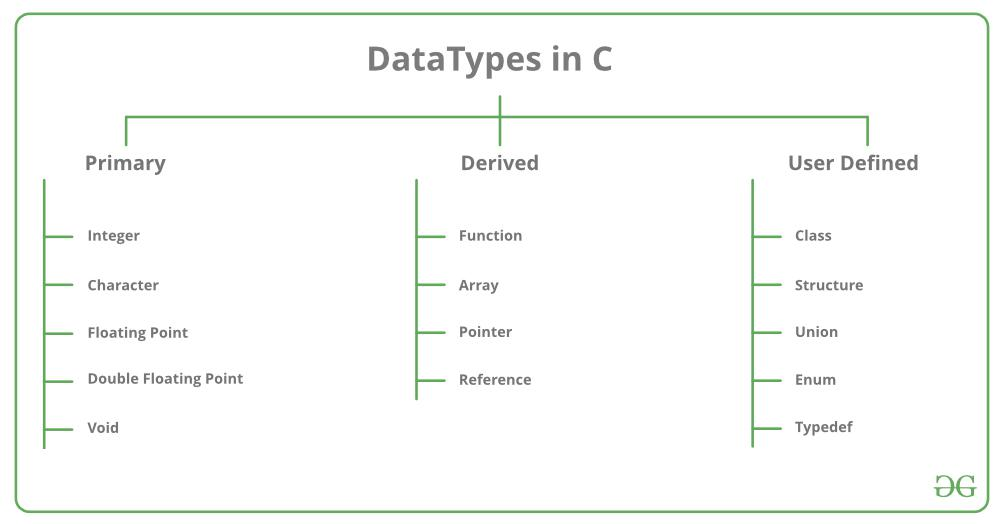 DataTypes in C
Primary
Integer
Character
Floating Point
Double Floating Point
Void
Derived
Function
Array
Pointer
Reference
User Defined
Class
Structure
Union
Enum
Typedef